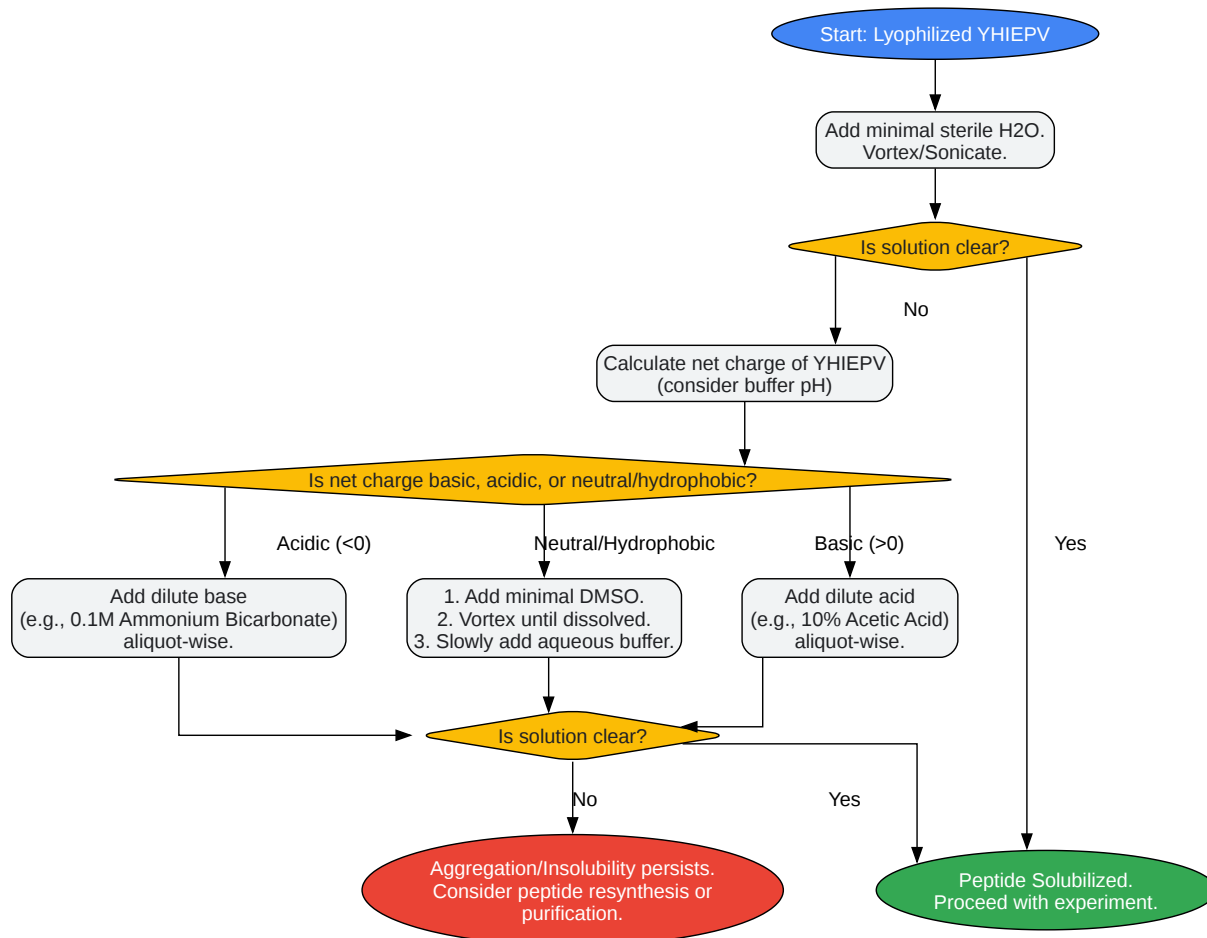 Start: Lyophilized YHIEPV
Add minimal sterile H2O.
Vortex/Sonicate.
Is solution clear?
No
Calculate net charge of YHIEPV
(consider buffer pH)
Is net charge basic, acidic, or neutral/hydrophobic?
Acidic (<0)
Neutral/Hydrophobic
Basic (>0)
Yes
Add dilute base
(e.g., 0.1M Ammonium Bicarbonate)
aliquot-wise.
1. Add minimal DMSO.
2. Vortex until dissolved.
3. Slowly add aqueous buffer.
Add dilute acid
(e.g., 10% Acetic Acid)
aliquot-wise.
Is solution clear?
No
Yes
Aggregation/Insolubility persists.
Consider peptide resynthesis or
purification.
Peptide Solubilized.
Proceed with experiment.